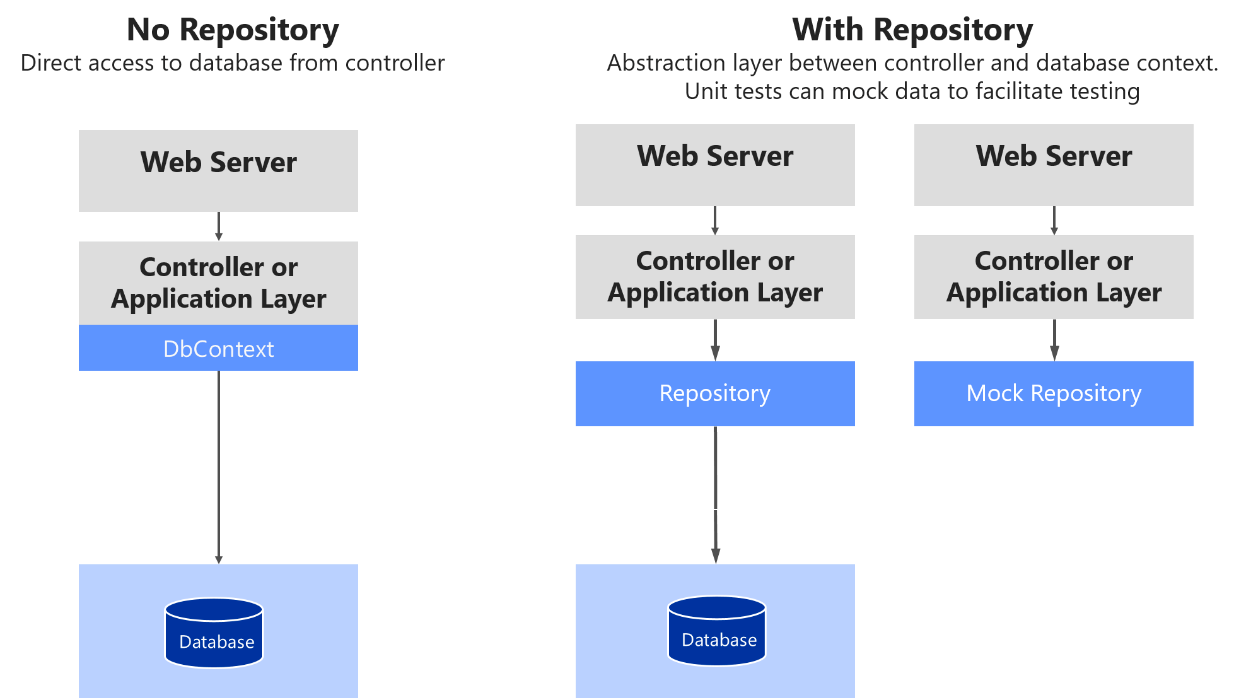 No Repository
Direct access to database from controller
Web Server
Controller or
Application Layer
DbContext
Database
With Repository
Abstraction layer between controller and database context.
Unit tests can mock data to facilitate testing
Web Server
Controller or
Application Layer
Repository
Database
Web Server
Controller or
Application Layer
Mock Repository